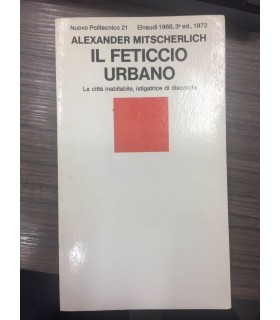 Nuovo Politecnico 21 Einaudi 1968, 3ª ed., 1972
ALEXANDER MITSCHERLICH
IL FETICCIO
URBANO
La città inabitabile, istigatrice di discordia